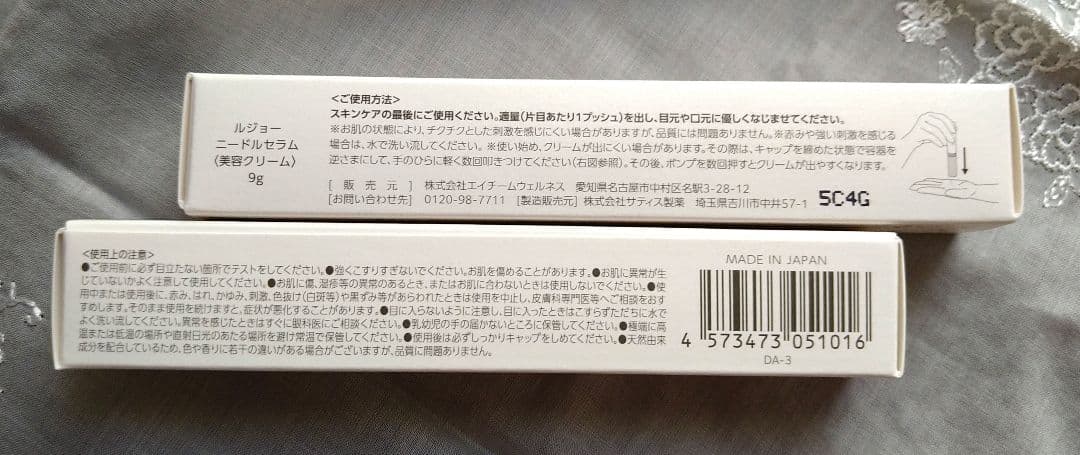 ルジョー
ニードルセラム
（美容クリーム）
9g
＜ご使用方法＞
スキンケアの最後にご使用ください。適量（片目あたり1プッシュ）を出し、目元や口元に優しくなじませてください。
※お肌の状態により、チクチクとした刺激を感じにくい場合がありますが、品質には問題ありません。※赤みや強い刺激を感じる
場合は、水で洗い流してください。※使い始め、クリームが出にくい場合があります。その際は、キャップを締めた状態で容器を
逆さまにして、手のひらに軽く数回叩きつけてください（右図参照）。その後、ポンプを数回押すとクリームが出やすくなります。
[ 販 売 元 ] 株式会社エイチームウェルネス 愛知県名古屋市中村区名駅3-28-12
[お問い合わせ先] 0120-98-7711 [製造販売元] 株式会社サティス製薬 埼玉県吉川市中井57-1
5C4G
＜使用上の注意＞
●ご使用前に必ず目立たない箇所でテストをしてください。●強くこすりすぎないでください。お肌を傷めることがあります。●お肌に異常が生
じていないかよく注意して使用してください。●お肌に傷、湿疹等の異常のあるとき、またはお肌に合わないときは使用しないでください。●使
用中または使用後に、赤み、はれ、かゆみ、刺激、色抜け（白斑等）や黒ずみ等があらわれたときは使用を中止し、皮膚科専門医等へご相談をおす
すめします。そのまま使用を続けますと、症状が悪化することがあります。●目に入らないように注意し、目に入ったときはこすらずただちに水で
よく洗い流してください。異常を感じたときはすぐに眼科医にご相談ください。●乳幼児の手の届かないところに保管してください。●極端に高
温または低温の場所や直射日光のあたる場所を避け常温で保管してください。●使用後は必ずしっかりキャップをしめてください。●天然由来
成分を配合しているため、色や香りに若干の違いがある場合がございますが、品質に問題ありません。
MADE IN JAPAN
4 573473 051016
DA-3